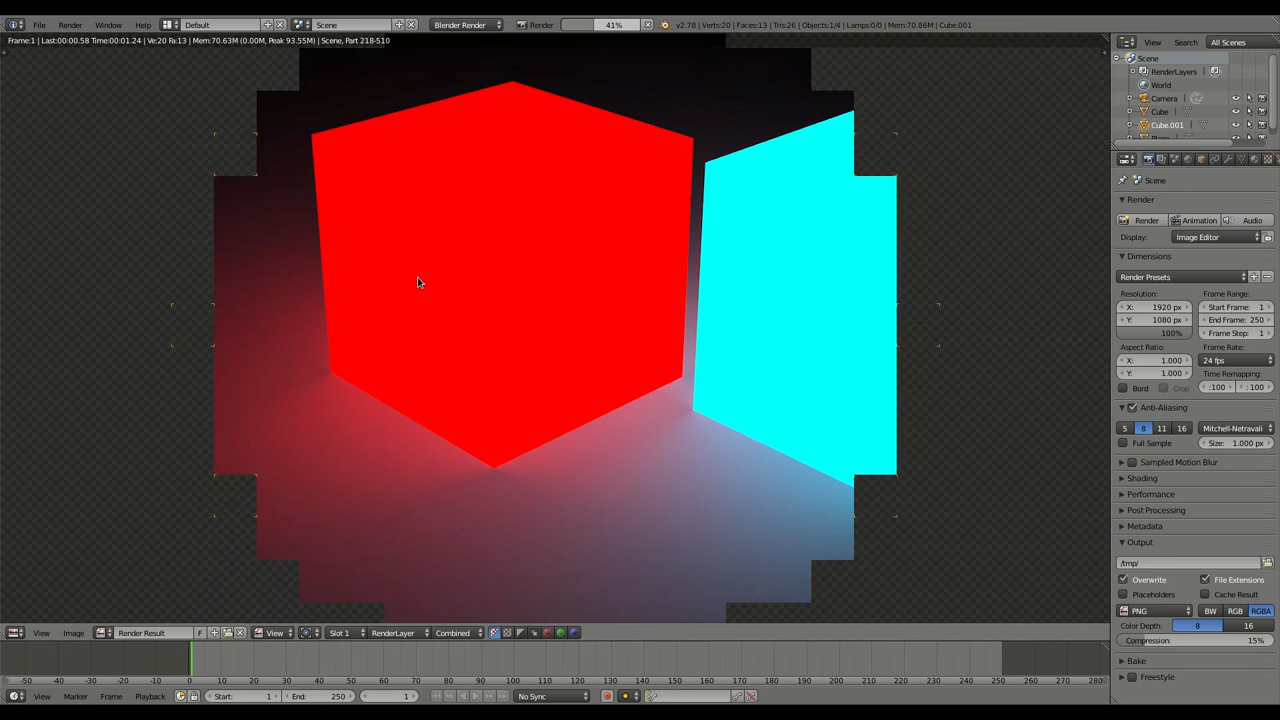 File Render Window Help Default Scene Blender Render Render 41% v2.78 | Verts:20 | Faces:13 | Tris:26 | Objects:1/4 | Lamps:0/0 | Mem:70.86M | Cube.001
Frame:1 | Last:00:00.58 Time:00:01.24 | Ve:20 Fa:13 | Mem:70.63M (0.00M, Peak 93.55M) | Scene, Part 218-510
View Search All Scenes
Scene
RenderLayers
World
Camera
Cube
Cube.001
Scene
Render
Render Animation Audio
Display: Image Editor
Dimensions
Render Presets
Resolution: Frame Range:
X: 1920 px Start Frame: 1
Y: 1080 px End Frame: 250
100% Frame Step: 1
Aspect Ratio: Frame Rate:
X: 1.000 24 fps
Y: 1.000 Time Remapping:
Bord Crop :100 :100
Anti-Aliasing
5 8 11 16 Mitchell-Netravali
Full Sample Size: 1.000 px
Sampled Motion Blur
Shading
Performance
Post Processing
Metadata
Output
/tmp/
Overwrite File Extensions
Placeholders Cache Result
PNG BW RGB RGBA
Color Depth: 8 16
Compression: 15%
Bake
Freestyle
View Image Render Result F View Slot 1 RenderLayer Combined
-50 -40 -30 -20 -10 0 10 20 30 40 50 60 70 80 90 100 110 120 130 140 150 160 170 180 190 200 210 220 230 240 250 260 270 280
View Marker Frame Playback Start: 1 End: 250 1 No Sync